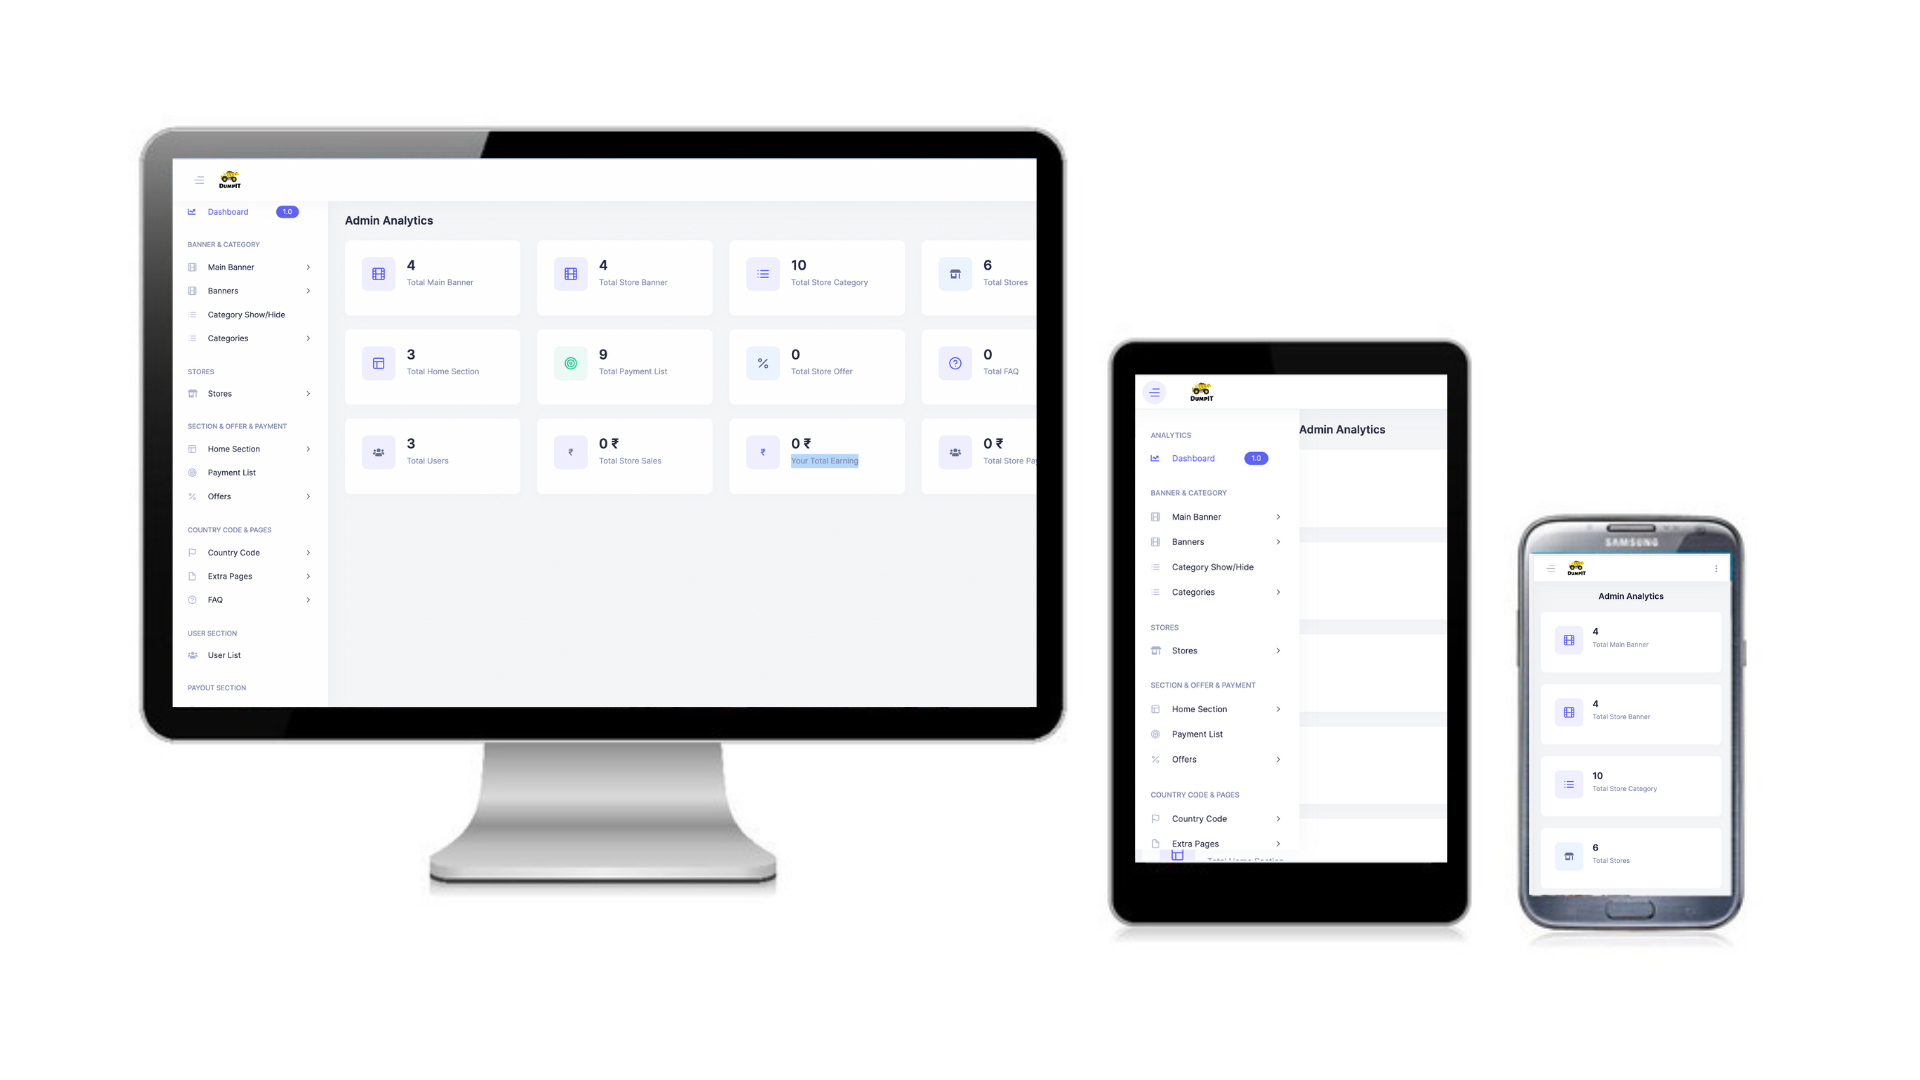 DUMPIT
Dashboard 1.0
BANNER & CATEGORY
Main Banner
Banners
Category Show/Hide
Categories
STORES
Stores
SECTION & OFFER & PAYMENT
Home Section
Payment List
Offers
COUNTRY CODE & PAGES
Country Code
Extra Pages
FAQ
USER SECTION
User List
PAYOUT SECTION
Admin Analytics
4
Total Main Banner
4
Total Store Banner
10
Total Store Category
6
Total Stores
3
Total Home Section
9
Total Payment List
0
Total Store Offer
0
Total FAQ
3
Total Users
0 ₹
Total Store Sales
0 ₹
Your Total Earning
0 ₹
Total Store Pa
DUMPIT
ANALYTICS
Dashboard 1.0
BANNER & CATEGORY
Main Banner
Banners
Category Show/Hide
Categories
STORES
Stores
SECTION & OFFER & PAYMENT
Home Section
Payment List
Offers
COUNTRY CODE & PAGES
Country Code
Extra Pages
Admin Analytics
SAMSUNG
DUMPIT
Admin Analytics
4
Total Main Banner
4
Total Store Banner
10
Total Store Category
6
Total Stores